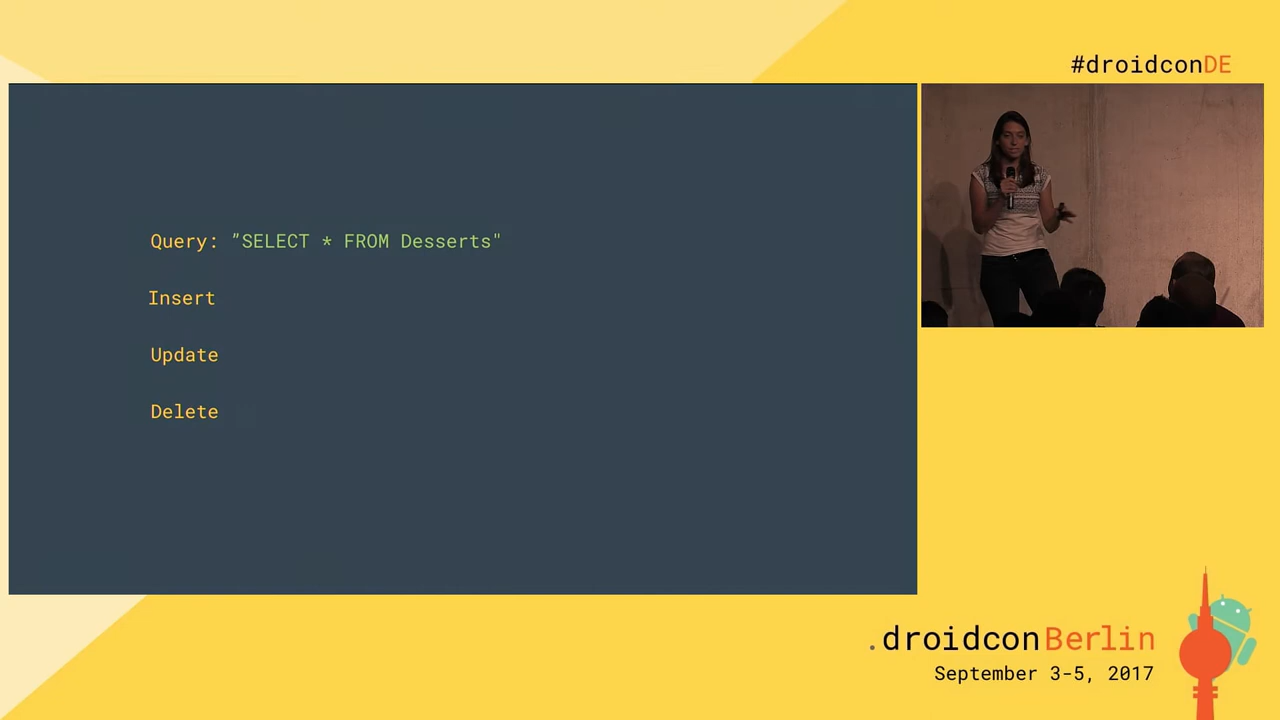 #droidconDE
Query: ”SELECT * FROM Desserts"
Insert
Update
Delete
.droidconBerlin
September 3-5, 2017